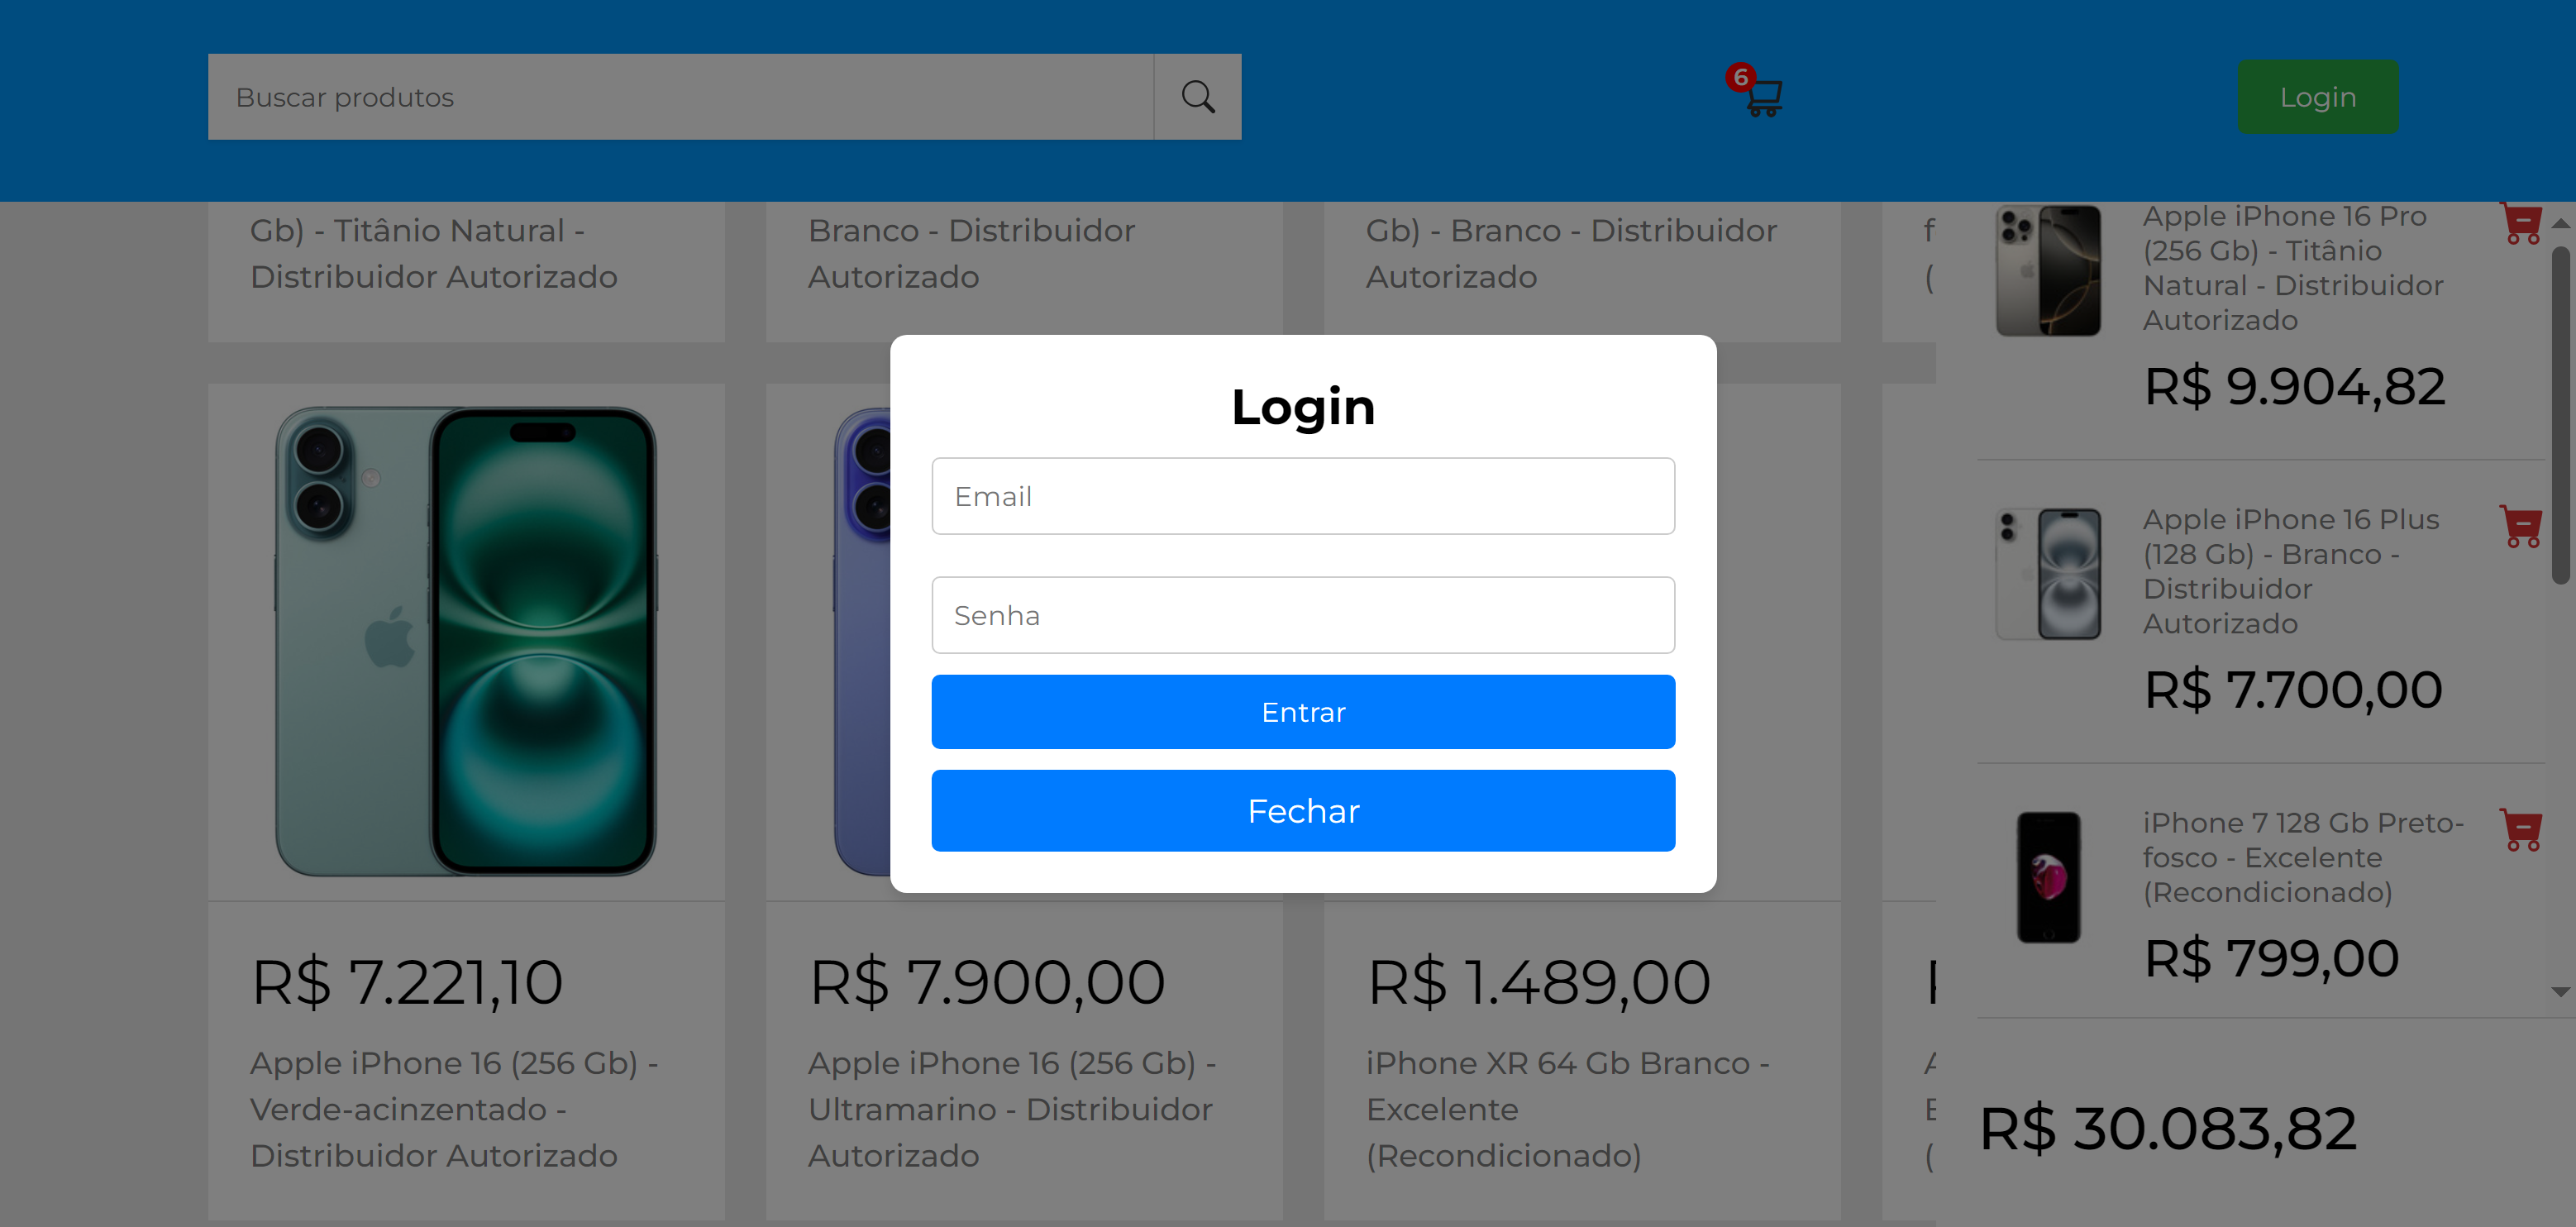 Buscar produtos
6
Login
Gb) - Titânio Natural -
Distribuidor Autorizado
Branco - Distribuidor
Autorizado
Gb) - Branco - Distribuidor
Autorizado
f
(
Login
Email
Senha
Entrar
Fechar
R$ 7.221,10
Apple iPhone 16 (256 Gb) -
Verde-acinzentado -
Distribuidor Autorizado
R$ 7.900,00
Apple iPhone 16 (256 Gb) -
Ultramarino - Distribuidor
Autorizado
R$ 1.489,00
iPhone XR 64 Gb Branco -
Excelente
(Recondicionado)
(
Apple iPhone 16 Pro
(256 Gb) - Titânio
Natural - Distribuidor
Autorizado
R$ 9.904,82
Apple iPhone 16 Plus
(128 Gb) - Branco -
Distribuidor
Autorizado
R$ 7.700,00
iPhone 7 128 Gb Preto-
fosco - Excelente
(Recondicionado)
R$ 799,00
R$ 30.083,82